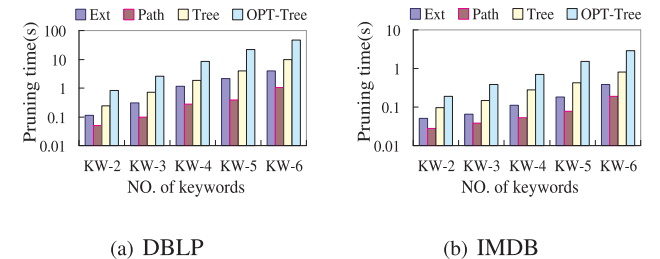 Ext Path Tree OPT-Tree
Pruning time(s)
100
10
1
0.1
0.01
KW-2 KW-3 KW-4 KW-5 KW-6
NO. of keywords
(a) DBLP
Ext Path Tree OPT-Tree
Pruning time(s)
10
1
0.1
0.01
KW-2 KW-3 KW-4 KW-5 KW-6
NO. of keywords
(b) IMDB